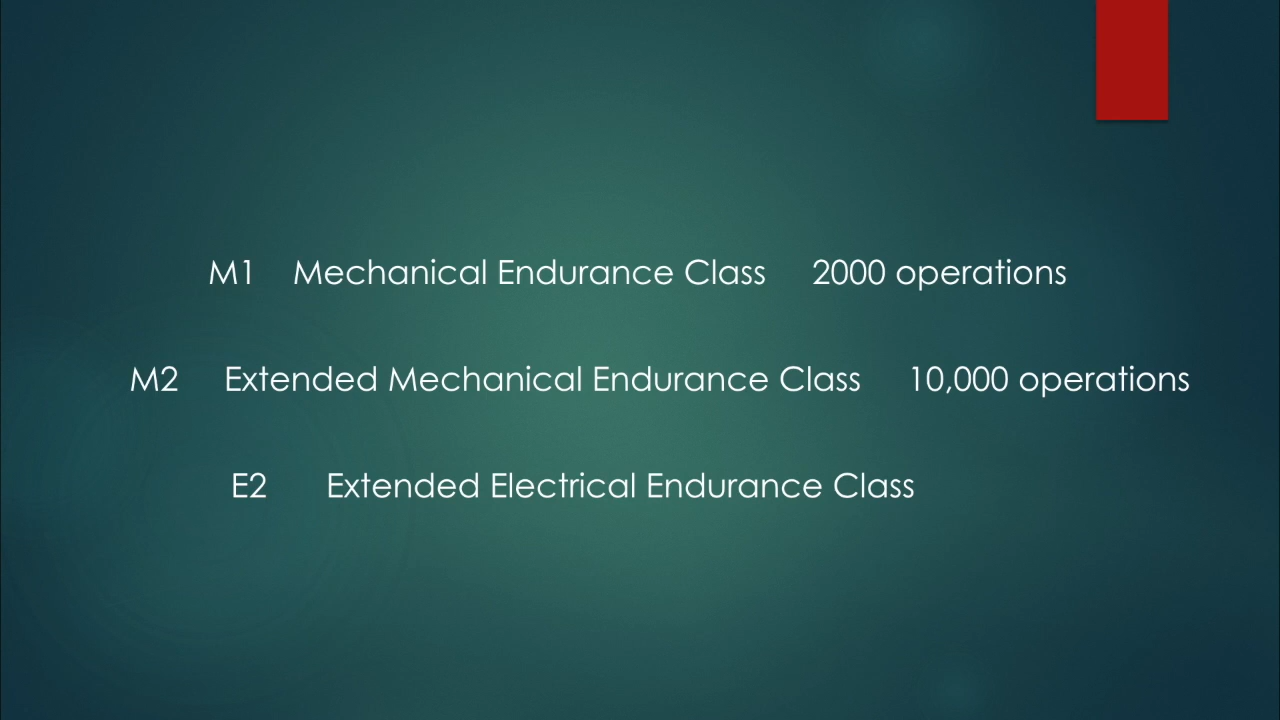 M1 Mechanical Endurance Class 2000 operations
M2 Extended Mechanical Endurance Class 10,000 operations
E2 Extended Electrical Endurance Class